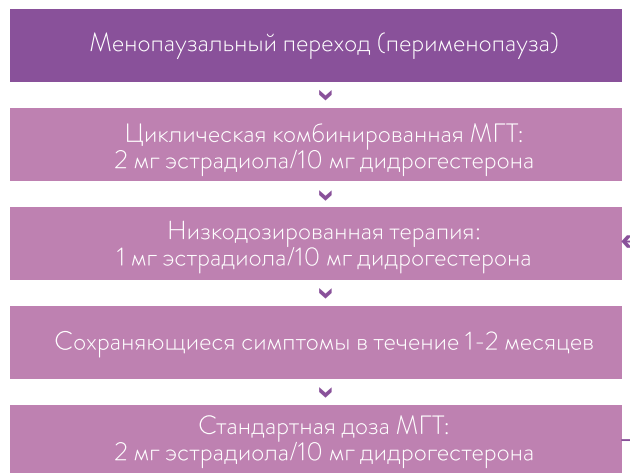 Менопаузальный переход (перименопауза)
Циклическая комбинированная МГТ:
2 мг эстрадиола/10 мг дидрогестерона
Низкодозированная терапия:
1 мг эстрадиола/10 мг дидрогестерона
Сохраняющиеся симптомы в течение 1-2 месяцев
Стандартная доза МГТ:
2 мг эстрадиола/10 мг дидрогестерона